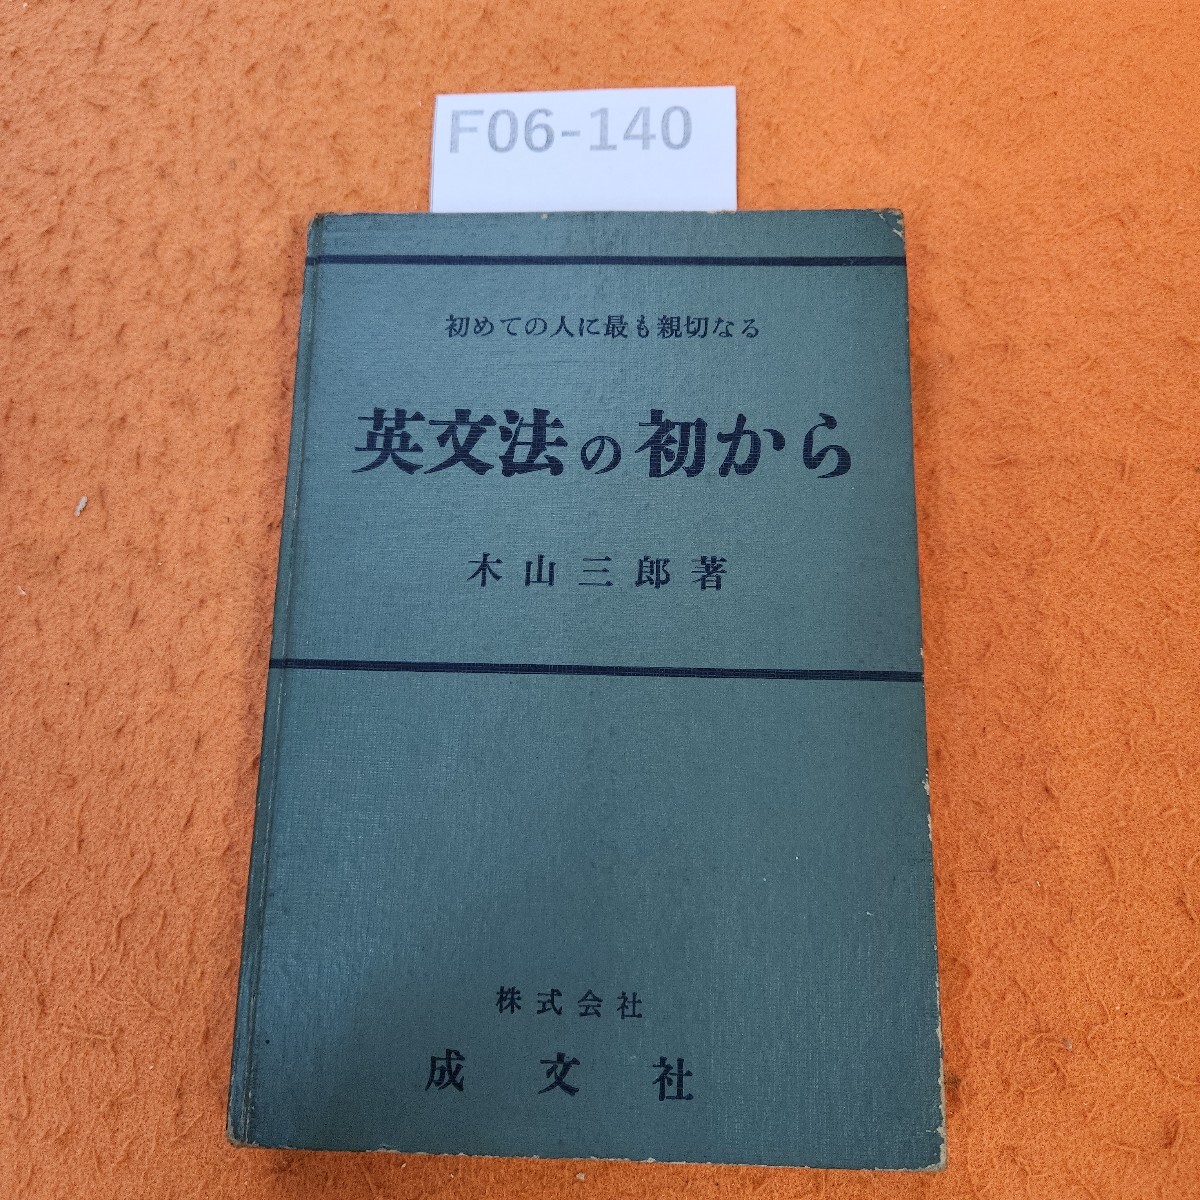 F06-140
初めての人に最も親切なる
英文法の初から
木山三郎著
株式会社
成文社